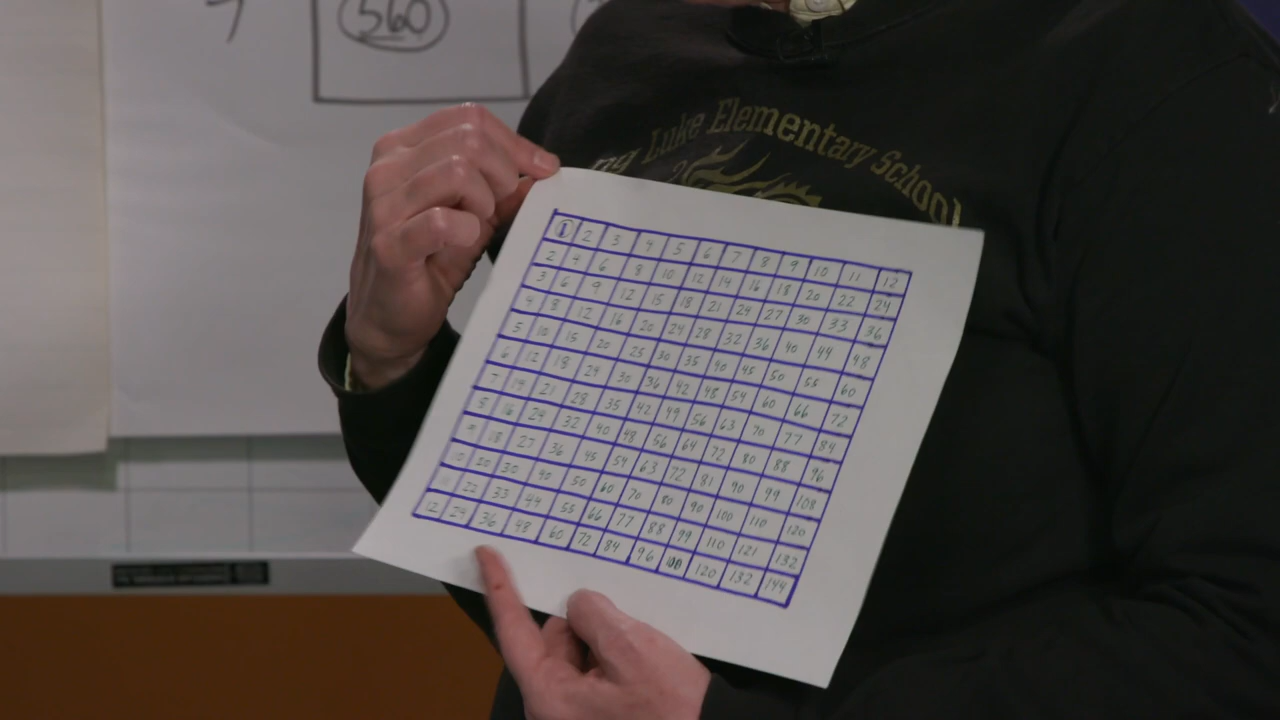 7
560
Luke Elementary School
1 2 3 4 5 6 7 8 9 10 11 12
2 4 6 8 10 12 14 16 18 20 22 24
3 6 9 12 15 18 21 24 27 30 33 36
4 8 12 16 20 24 28 32 36 40 44 48
5 10 15 20 25 30 35 40 45 50 55 60
6 12 18 24 30 36 42 48 54 60 66 72
7 14 21 28 35 42 49 56 63 70 77 84
16 24 32 40 48 56 64 72 80 88 96
18 27 36 45 54 63 72 81 90 99 108
10 20 30 40 50 60 70 80 90 100 110 120
22 33 44 55 66 77 88 99 110 121 132
12 24 36 48 60 72 84 96 100 120 132 144